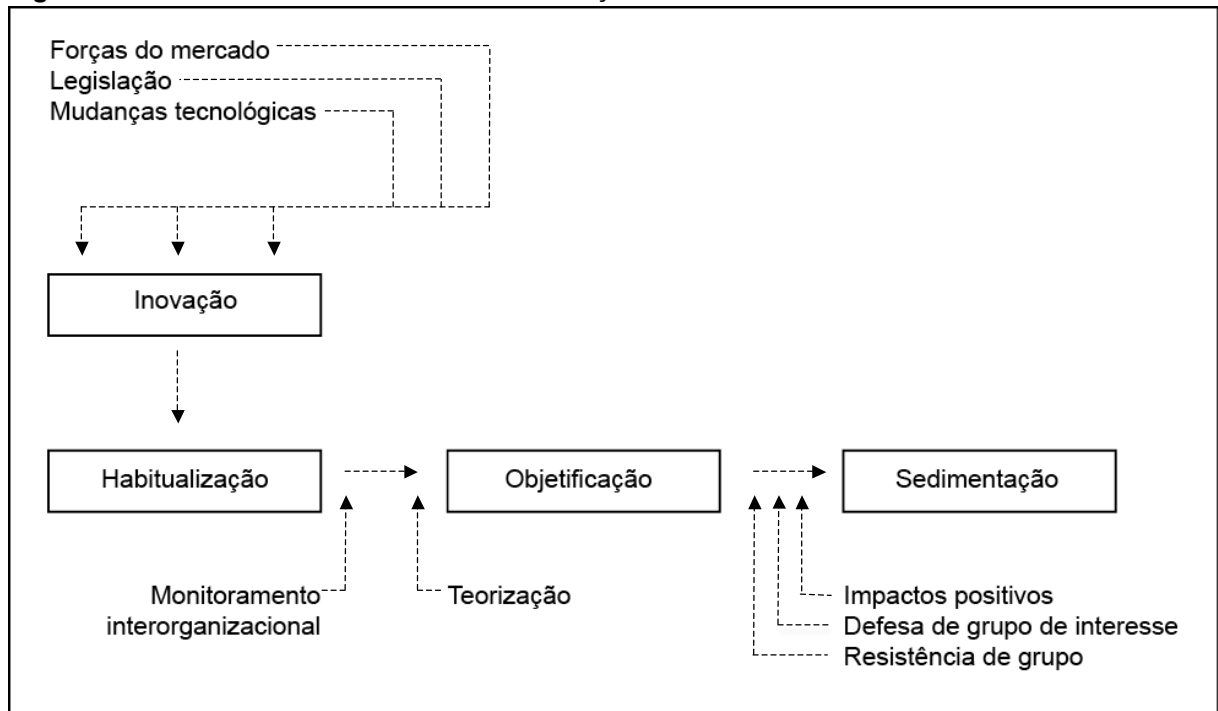 Forças do mercado
Legislação
Mudanças tecnológicas
Inovação
Habitualização
Objetificação
Sedimentação
Monitoramento
interorganizacional
Teorização
Impactos positivos
Defesa de grupo de interesse
Resistência de grupo